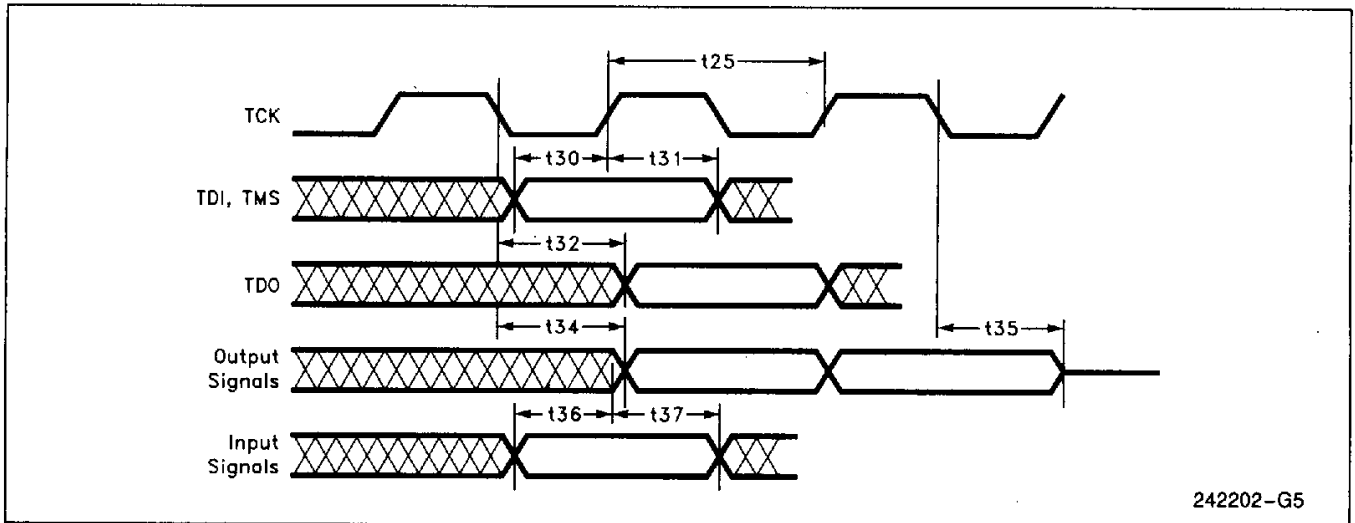 t25
TCK
t30 t31
TDI, TMS
t32
TDO
t34 t35
Output
Signals
t36 t37
Input
Signals
242202-G5